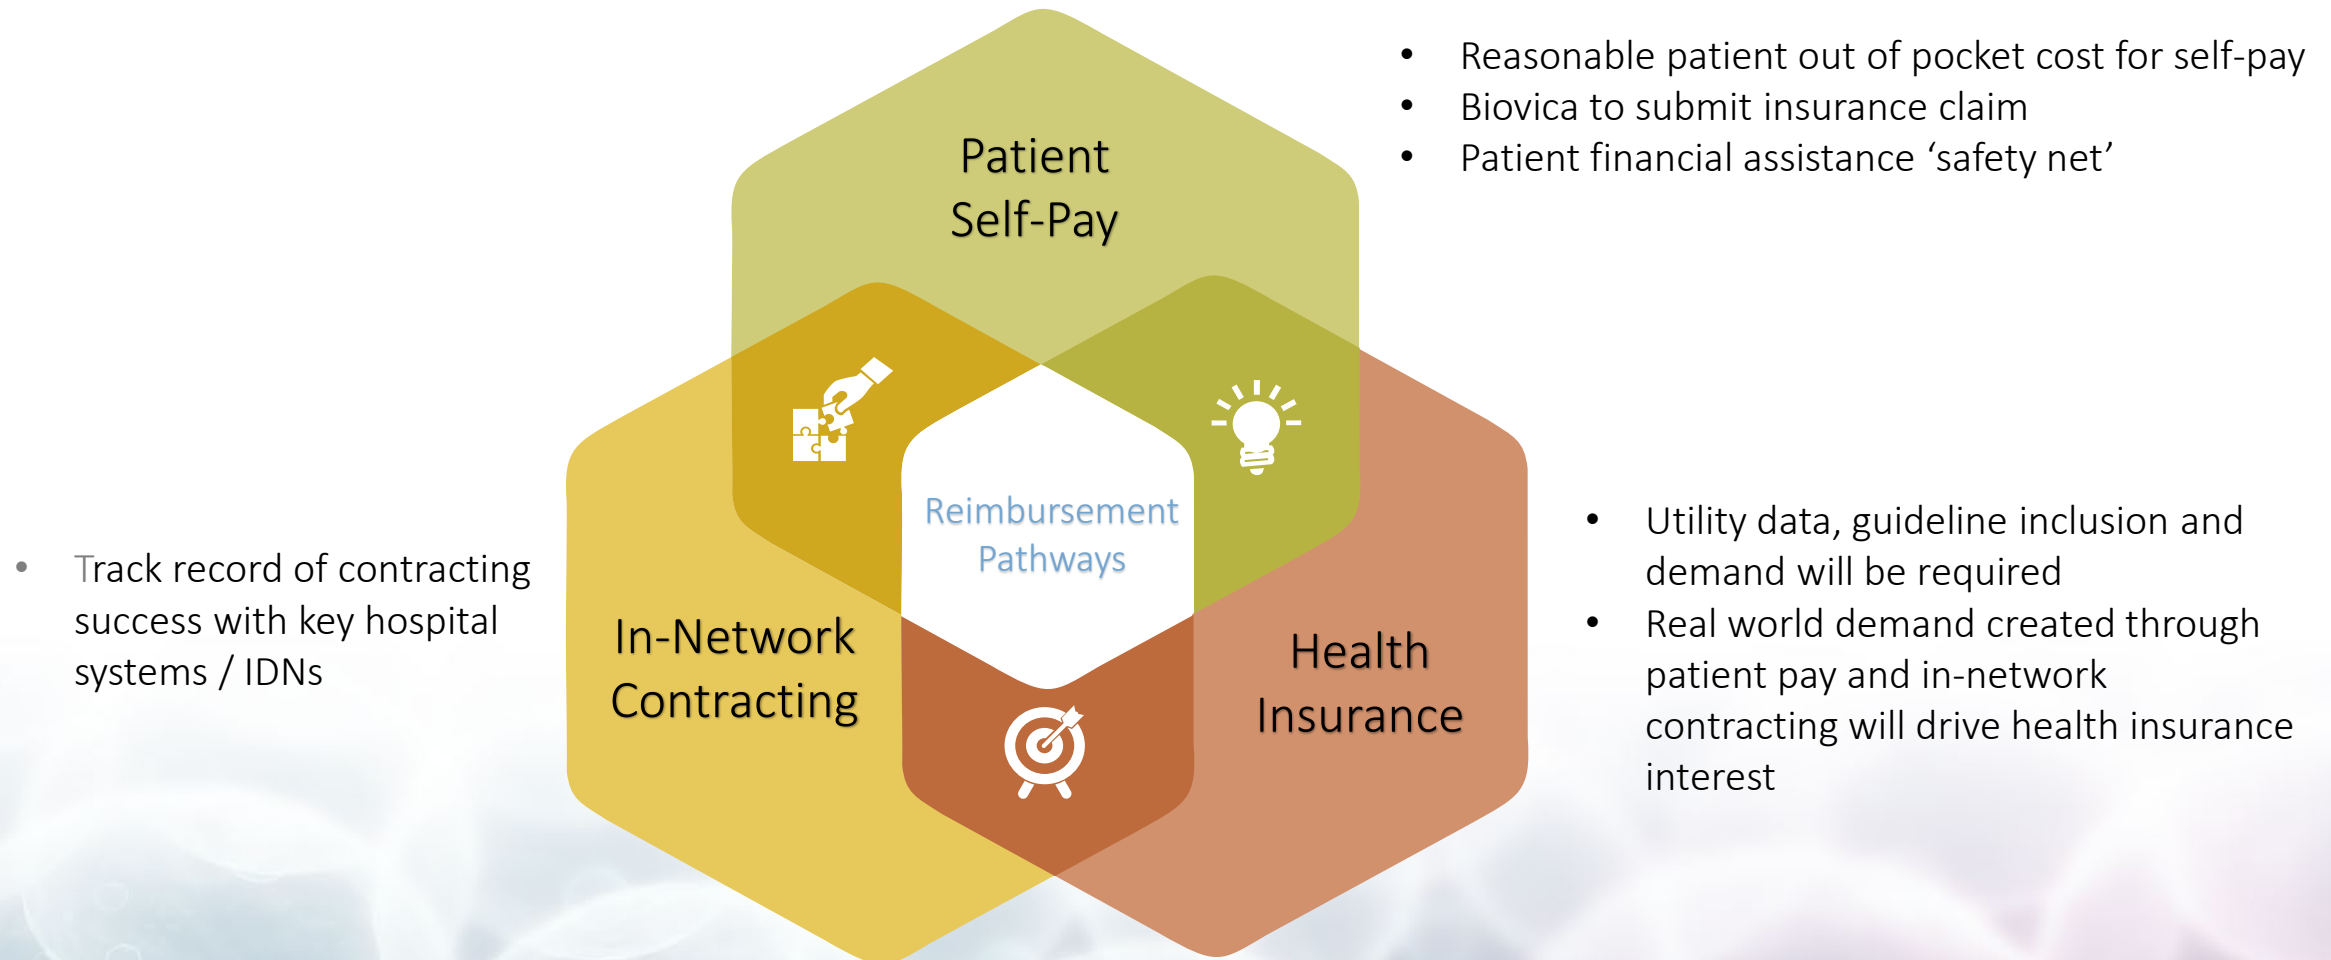 Patient
Self-Pay
• Reasonable patient out of pocket cost for self-pay
• Biovica to submit insurance claim
• Patient financial assistance ‘safety net’
Reimbursement
Pathways
In-Network
Contracting
• Track record of contracting
success with key hospital
systems / IDNs
Health
Insurance
• Utility data, guideline inclusion and
demand will be required
• Real world demand created through
patient pay and in-network
contracting will drive health insurance
interest